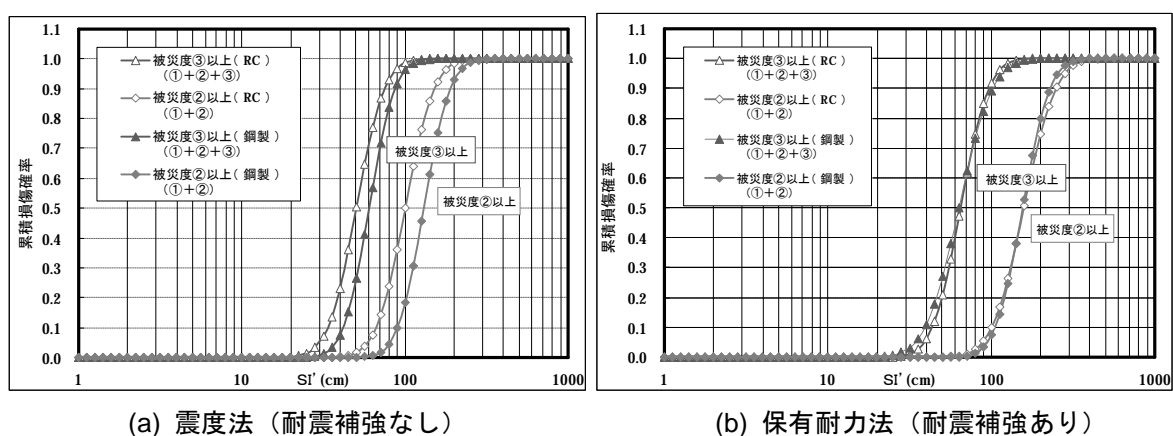 1.1
1.0
0.9
0.8
0.7
0.6
0.5
0.4
0.3
0.2
0.1
0.0
累積損傷確率
被災度③以上(RC)
(①+②+③)
被災度②以上(RC)
(①+②)
被災度③以上(鋼製)
(①+②+③)
被災度②以上(鋼製)
(①+②)
被災度③以上
被災度②以上
1
10
100
1000
SI'(cm)
(a) 震度法（耐震補強なし）
1.1
1.0
0.9
0.8
0.7
0.6
0.5
0.4
0.3
0.2
0.1
0.0
累積損傷確率
被災度③以上(RC)
(①+②+③)
被災度②以上(RC)
(①+②)
被災度③以上(鋼製)
(①+②+③)
被災度②以上(鋼製)
(①+②)
被災度③以上
被災度②以上
1
10
100
1000
SI'(cm)
(b) 保有耐力法（耐震補強あり）